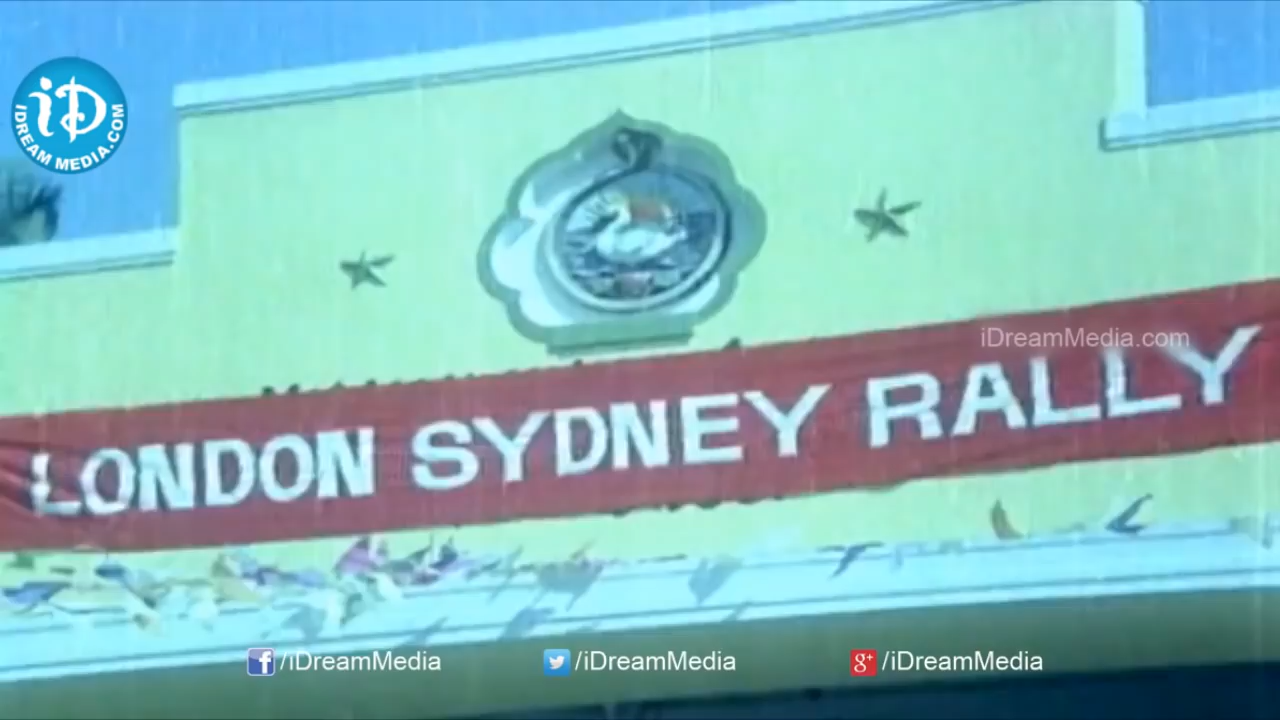 iD
IDREAM MEDIA.COM
iDreamMedia.com
LONDON SYDNEY RALLY
/iDreamMedia
/iDreamMedia
/iDreamMedia